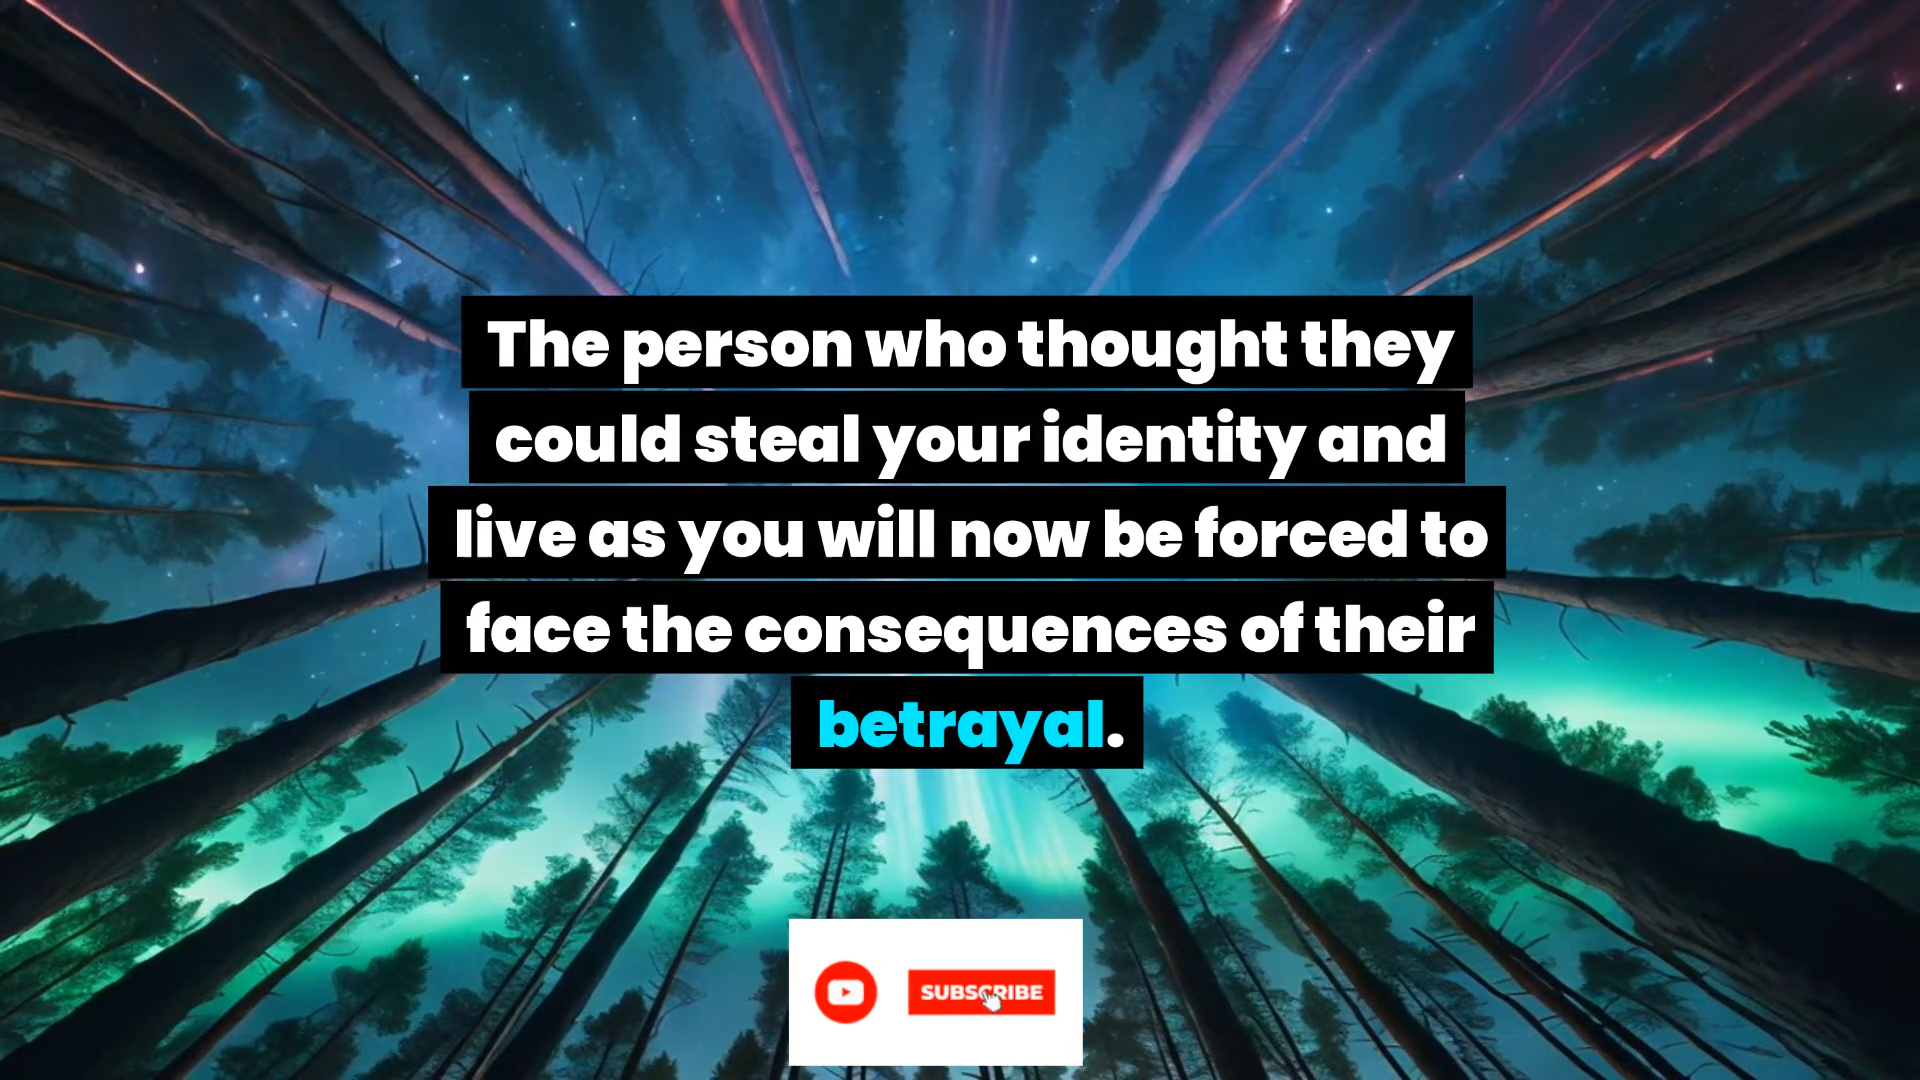 The person who thought they
could steal your identity and
live as you will now be forced to
face the consequences of their
betrayal.
SUBSCRIBE